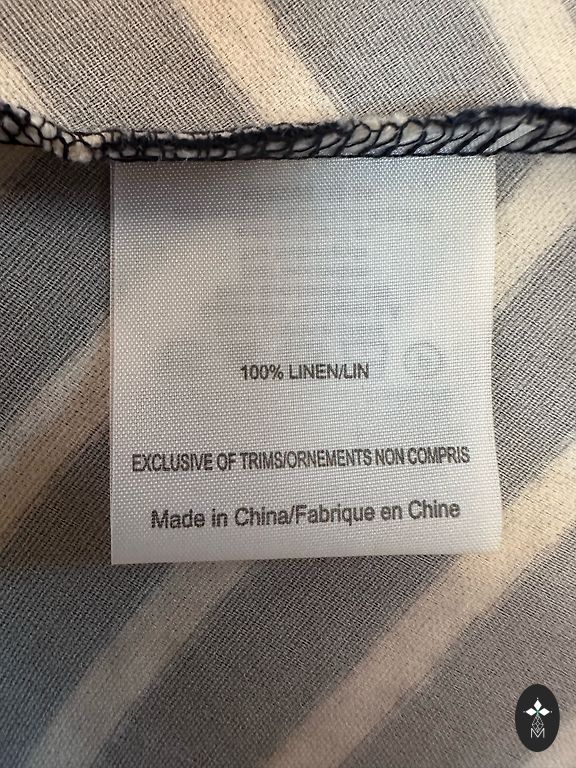 100% LINEN/LIN
EXCLUSIVE OF TRIMS/ORNEMENTS NON COMPRIS
Made in China/Fabrique en Chine